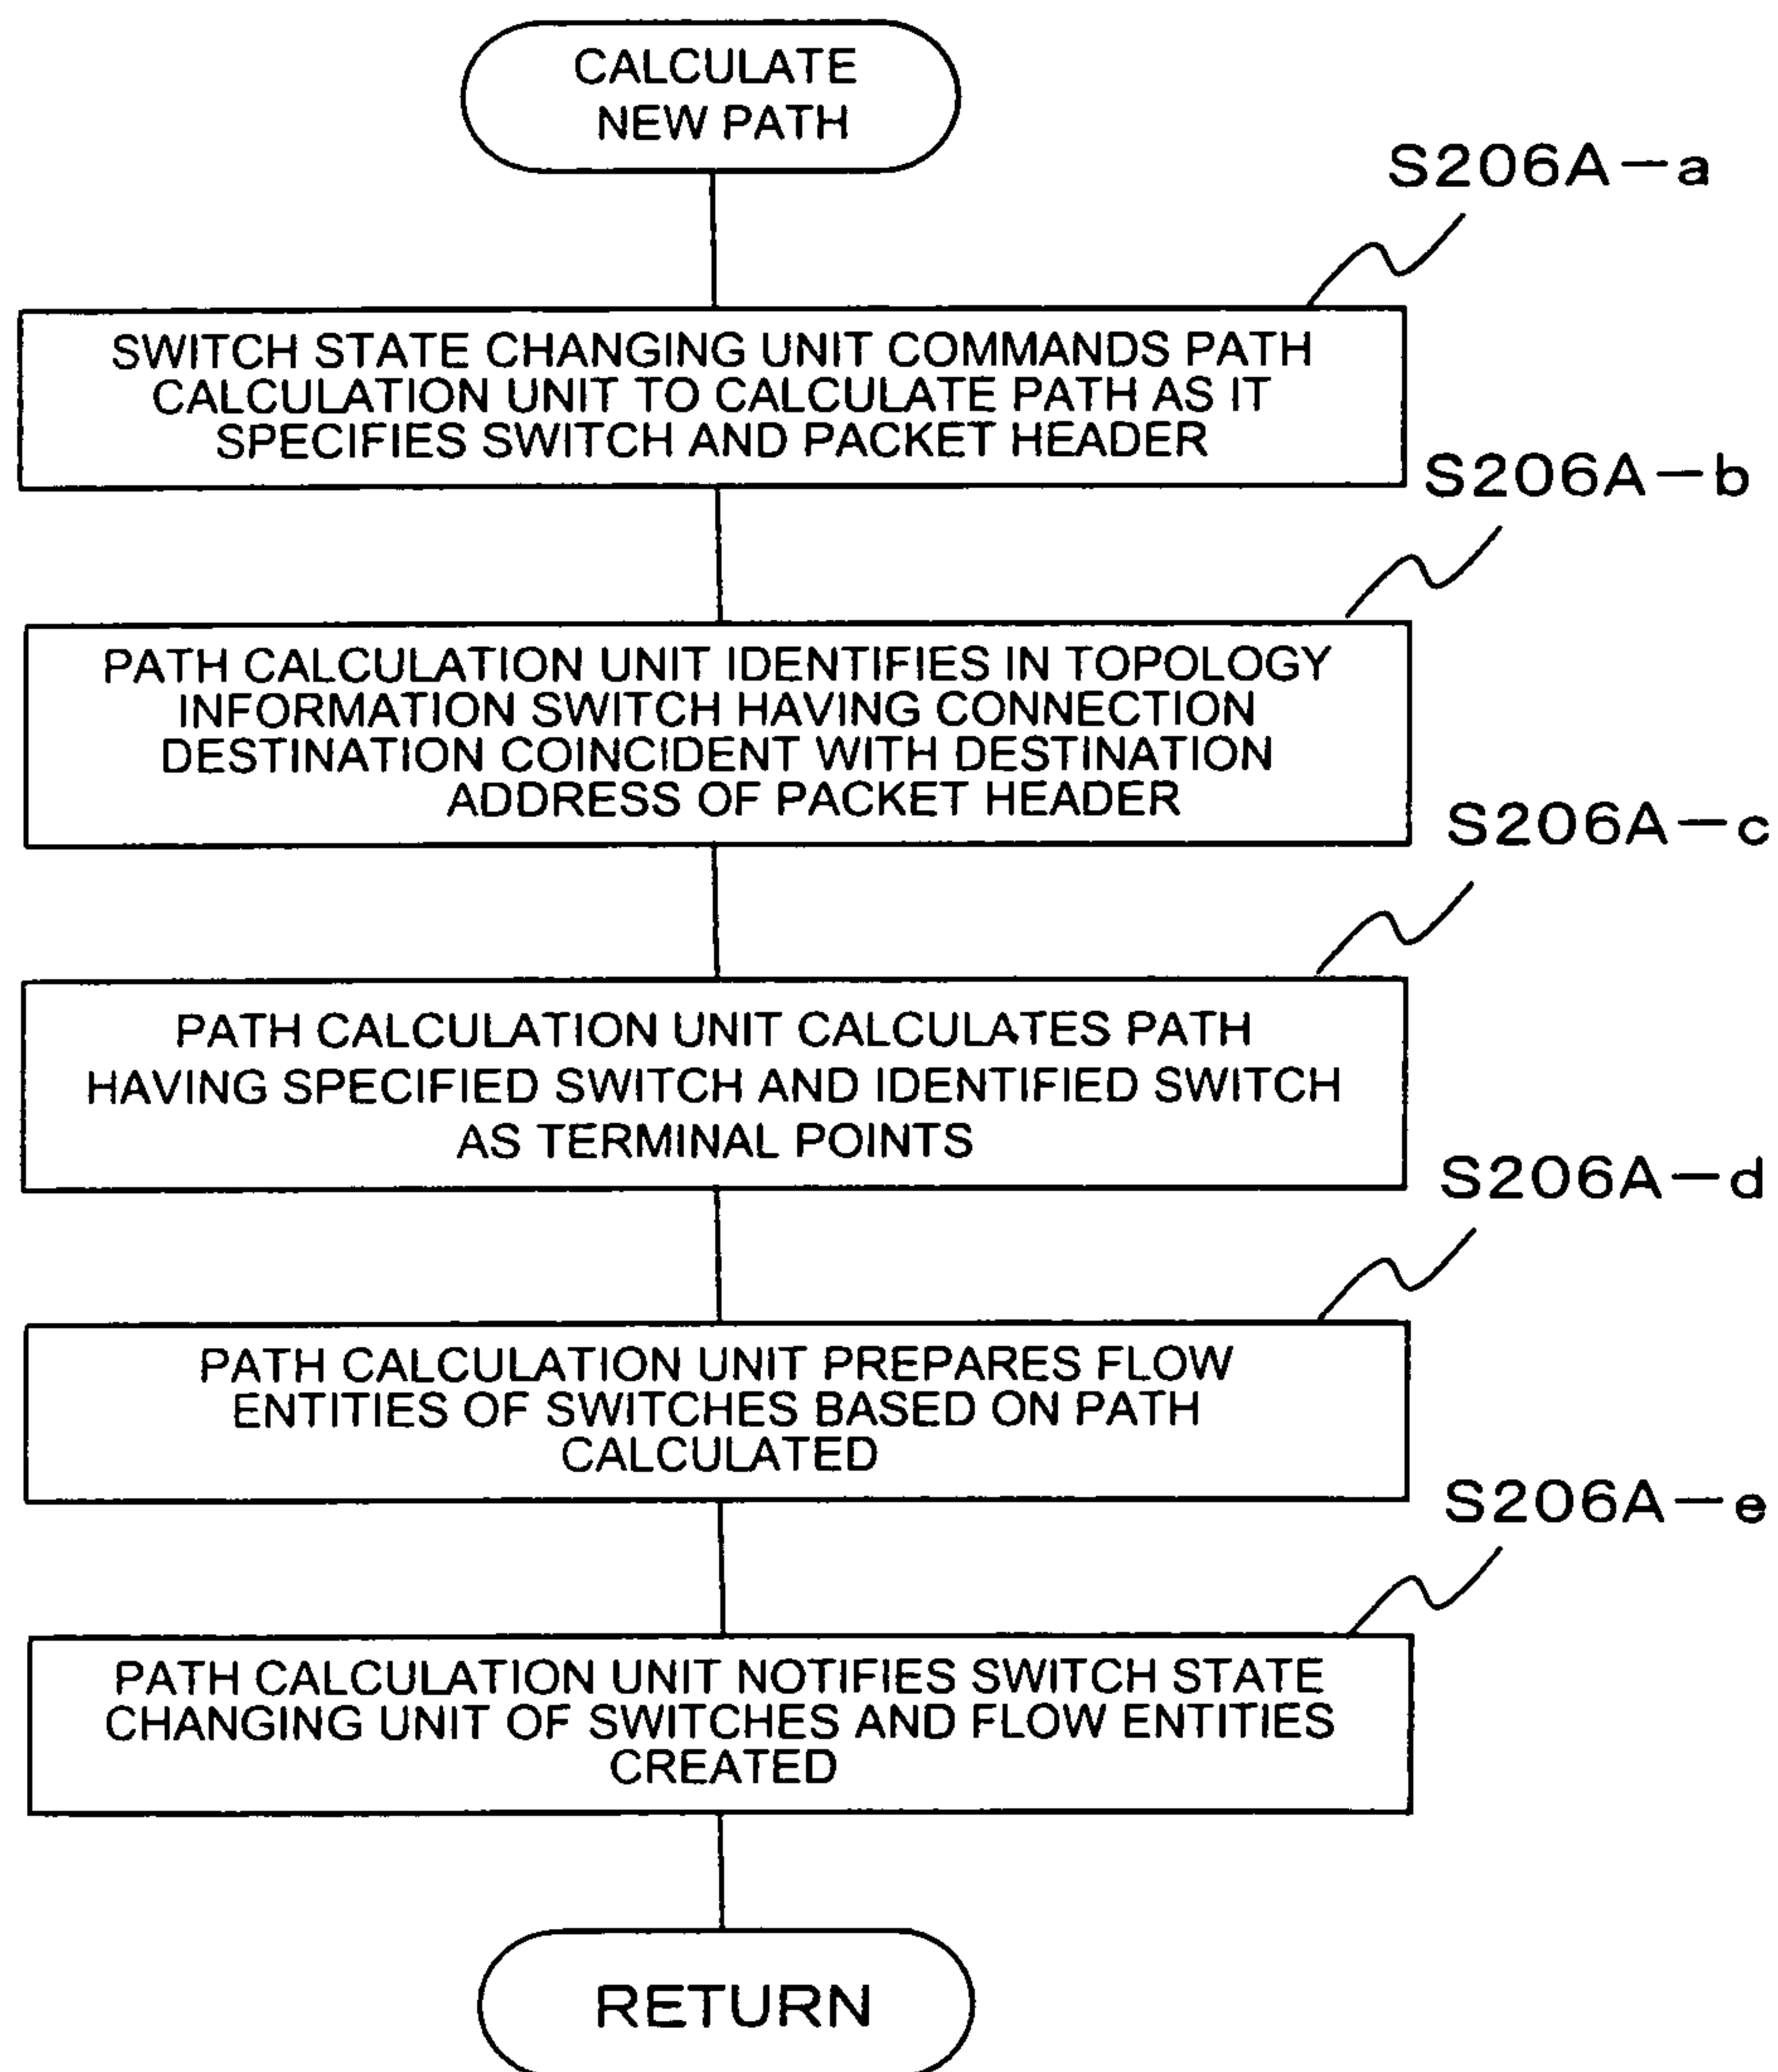 CALCULATE
NEW PATH
S206A-a
SWITCH STATE CHANGING UNIT COMMANDS PATH
CALCULATION UNIT TO CALCULATE PATH AS IT
SPECIFIES SWITCH AND PACKET HEADER
S206A-b
PATH CALCULATION UNIT IDENTIFIES IN TOPOLOGY
INFORMATION SWITCH HAVING CONNECTION
DESTINATION COINCIDENT WITH DESTINATION
ADDRESS OF PACKET HEADER
S206A-c
PATH CALCULATION UNIT CALCULATES PATH
HAVING SPECIFIED SWITCH AND IDENTIFIED SWITCH
AS TERMINAL POINTS
S206A-d
PATH CALCULATION UNIT PREPARES FLOW
ENTITIES OF SWITCHES BASED ON PATH
CALCULATED
S206A-e
PATH CALCULATION UNIT NOTIFIES SWITCH STATE
CHANGING UNIT OF SWITCHES AND FLOW ENTITIES
CREATED
RETURN